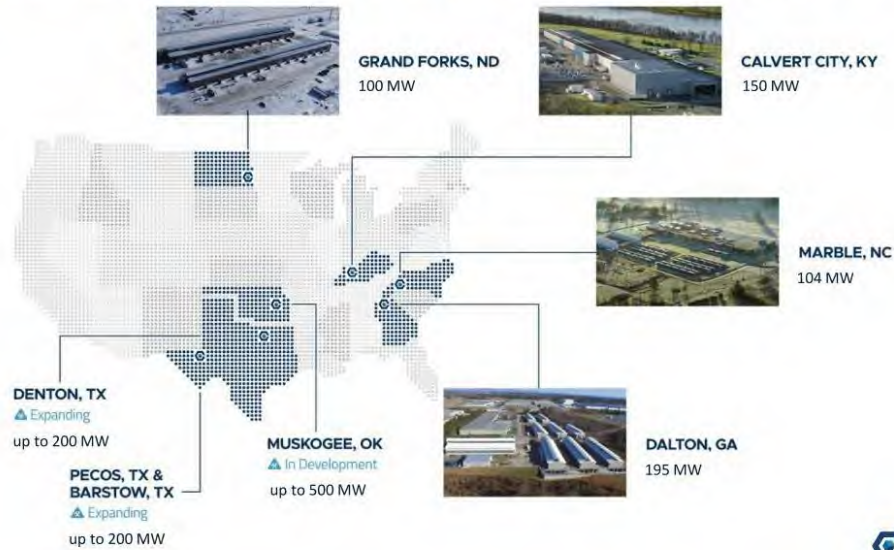 GRAND FORKS, ND
100 MW
CALVERT CITY, KY
150 MW
MARBLE, NC
104 MW
DENTON, TX
Expanding
up to 200 MW
MUSKOGEE, OK
In Development
up to 500 MW
DALTON, GA
195 MW
PECOS, TX &
BARSTOW, TX
Expanding
up to 200 MW